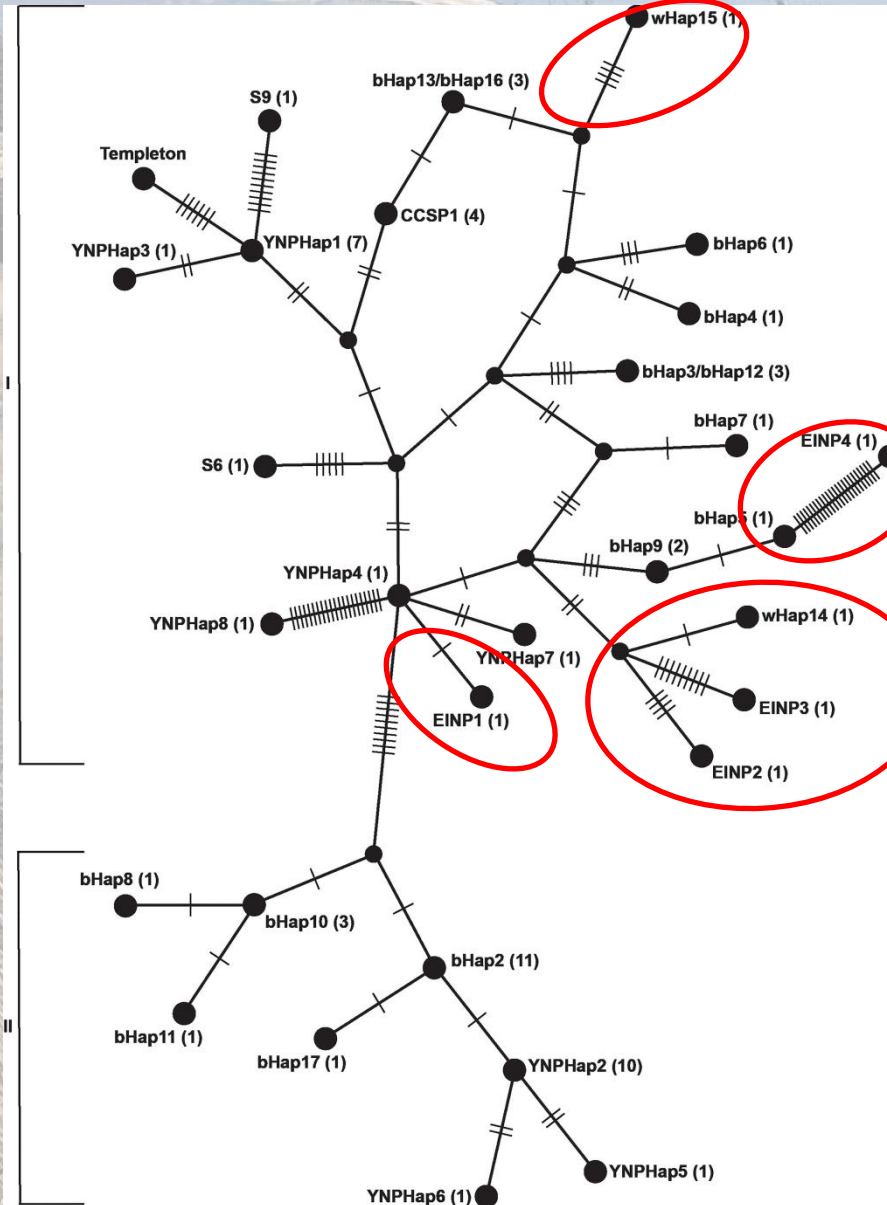 wHap15 (1)
bHap13/bHap16 (3)
S9 (1)
Templeton
CCSP1 (4)
YNPHap1 (7)
YNPHap3 (1)
bHap6 (1)
bHap4 (1)
I
bHap3/bHap12 (3)
bHap7 (1)
EINP4 (1)
S6 (1)
bHap5 (1)
bHap9 (2)
YNPHap4 (1)
YNPHap8 (1)
wHap14 (1)
YNPHap7 (1)
EINP1 (1)
EINP3 (1)
EINP2 (1)
bHap8 (1)
bHap10 (3)
bHap2 (11)
II
bHap11 (1)
bHap17 (1)
YNPHap2 (10)
YNPHap5 (1)
YNPHap6 (1)